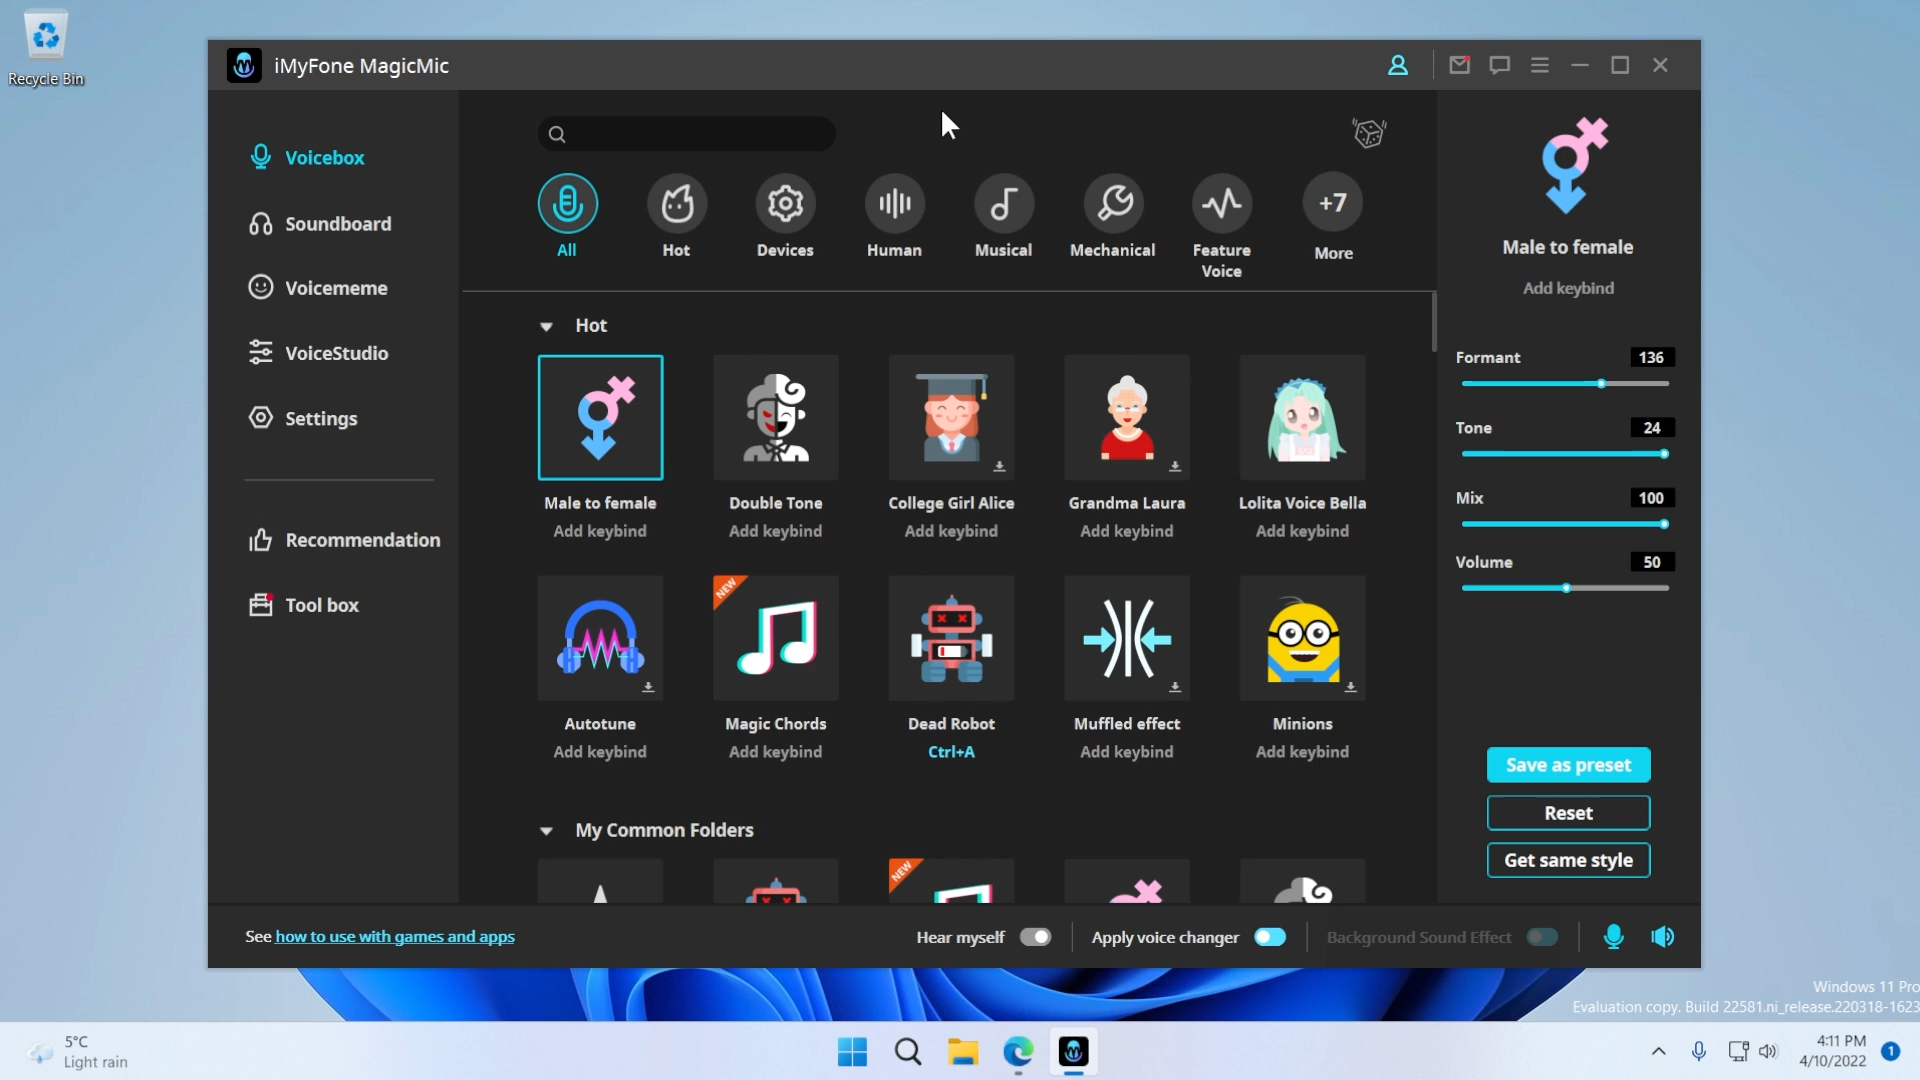 Recycle Bin
iMyFone MagicMic
Voicebox
Soundboard
Voicememe
VoiceStudio
Settings
Recommendation
Tool box
All
Hot
Devices
Human
Musical
Mechanical
Feature
Voice
+7
More
Hot
Male to female
Add keybind
Double Tone
Add keybind
College Girl Alice
Add keybind
Grandma Laura
Add keybind
Lolita Voice Bella
Add keybind
NEW
Autotune
Add keybind
Magic Chords
Add keybind
Dead Robot
Ctrl+A
Muffled effect
Add keybind
Minions
Add keybind
My Common Folders
NEW
Male to female
Add keybind
Formant 136
Tone 24
Mix 100
Volume 50
Save as preset
Reset
Get same style
See how to use with games and apps
Hear myself
Apply voice changer
Background Sound Effect
Windows 11 Pro
Evaluation copy. Build 22581.ni_release.220318-1623
5°C
Light rain
4:11 PM
4/10/2022
1